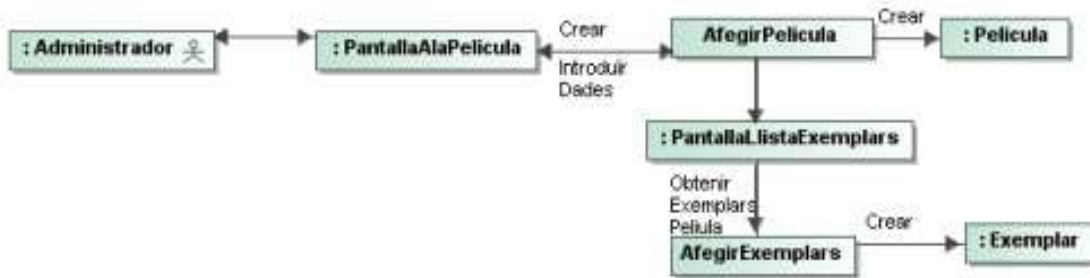 : Administrador
: PantallaAlaPelicula
Crear
Introduir
Dades
AfegirPelicula
Crear
: Pelicula
: PantallaLlistaExemplars
Obtenir
Exemplars
Peliula
AfegirExemplars
Crear
: Exemplar